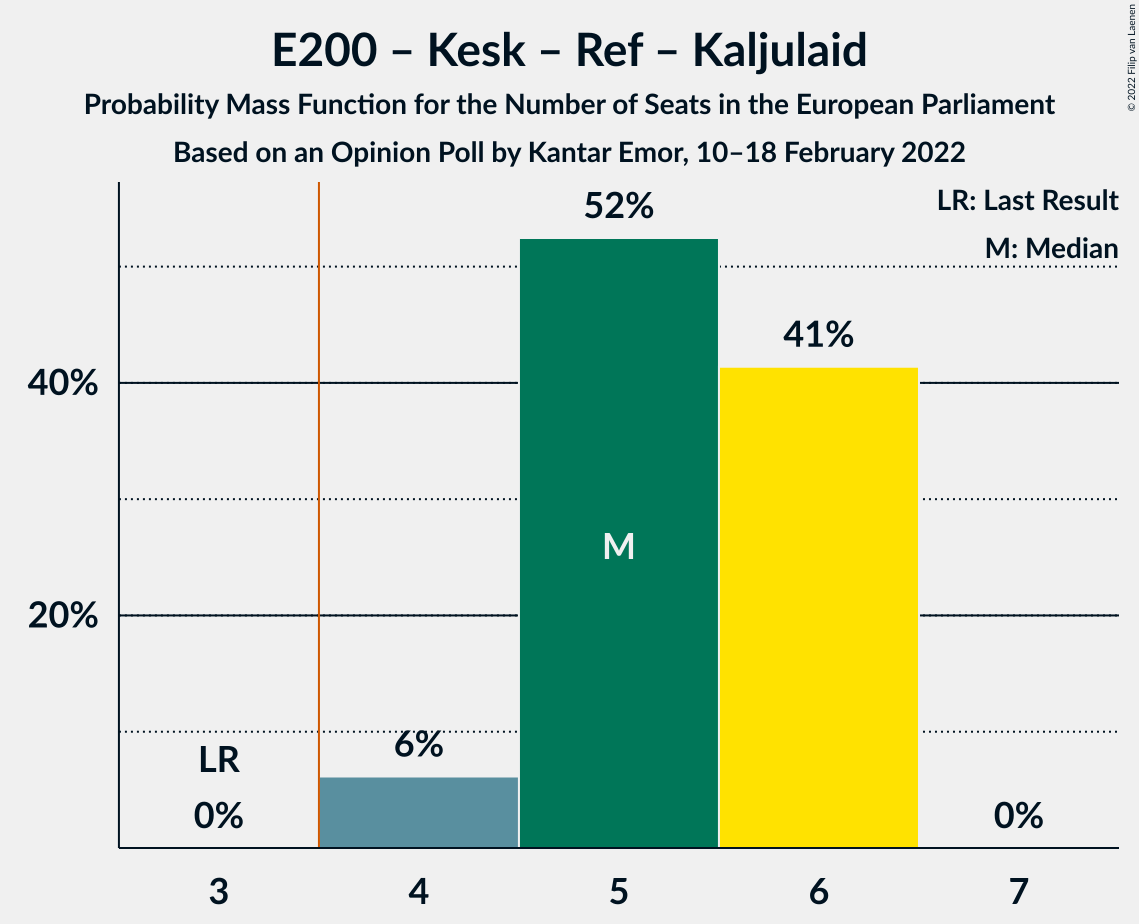 E200 – Kesk – Ref – Kaljulaid
Probability Mass Function for the Number of Seats in the European Parliament
Based on an Opinion Poll by Kantar Emor, 10–18 February 2022
© 2022 Filip van Laenen
LR: Last Result
M: Median
52%
41%
40%
M
20%
6%
LR
0%
0%
3
4
5
6
7